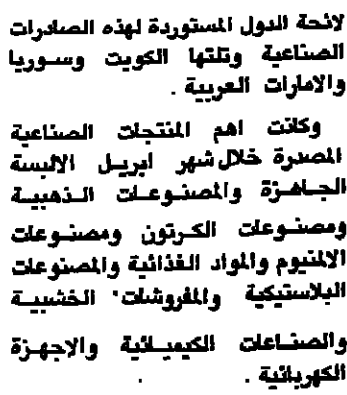 لائحة الدول المستوردة لهذه الصادرات
الصناعية وتلتها الكويت وسوريا
والامارات العربية .
وكانت اهم المنتجات الصناعية
المصدرة خلال شهر ابريل الالبسة
الجاهزة والمصنوعات الذهبية
ومصنوعات الكرتون ومصنوعات
الالمنيوم والمواد الغذائية والمصنوعات
البلاستيكية والمفروشات الخشبية
والصناعات الكيميائية والاجهزة
الكهربائية .